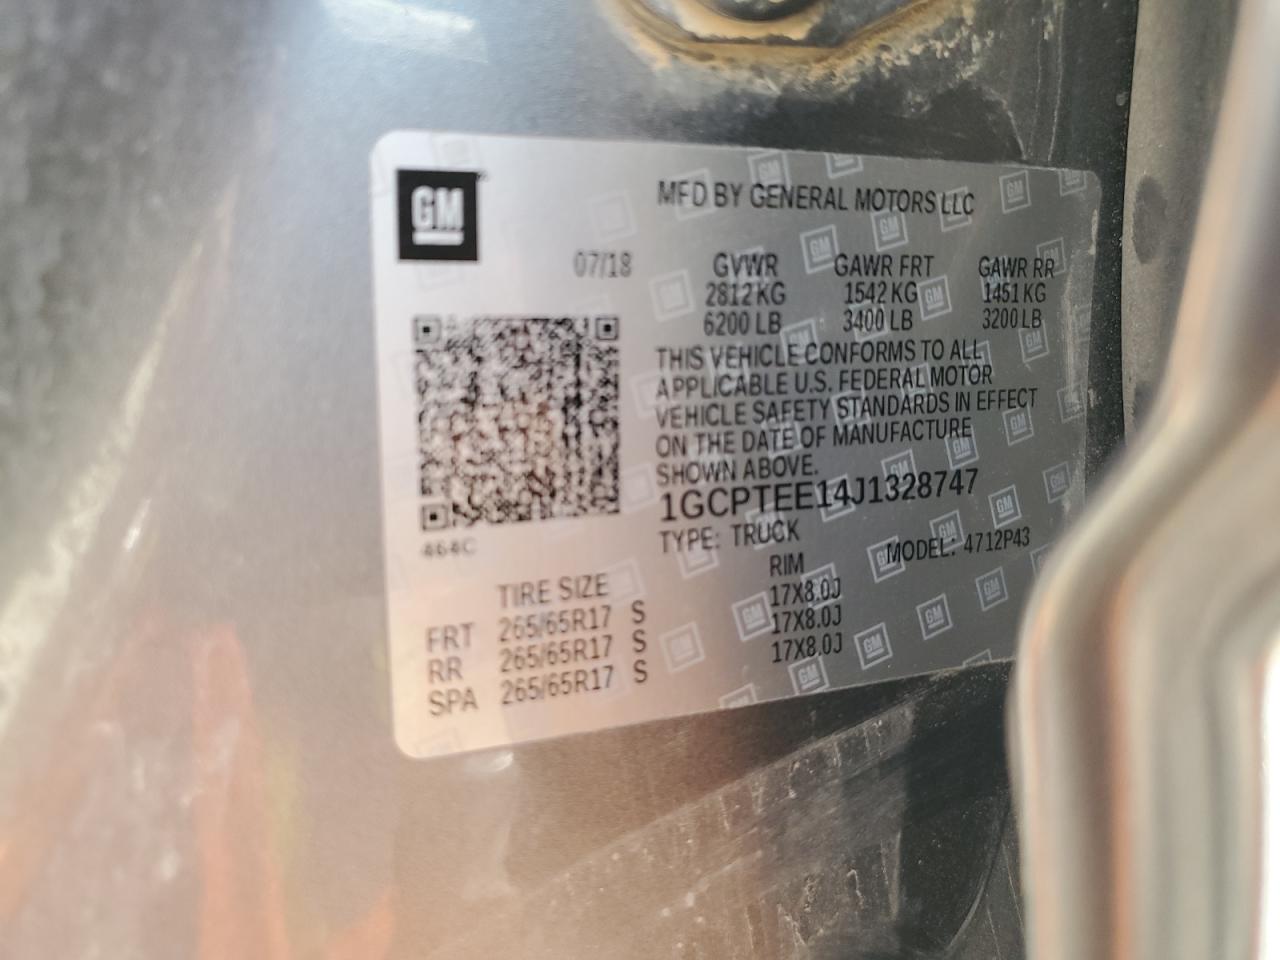 GM
MFD BY GENERAL MOTORS LLC
07/18
GVWR GAWR FRT GAWR RR
2812 KG 1542 KG 1451 KG
6200 LB 3400 LB 3200 LB
THIS VEHICLE CONFORMS TO ALL
APPLICABLE U.S. FEDERAL MOTOR
VEHICLE SAFETY STANDARDS IN EFFECT
ON THE DATE OF MANUFACTURE
SHOWN ABOVE.
1GCPTEE14J1328747
TYPE: TRUCK MODEL: 4712P43
464C
TIRE SIZE RIM
FRT 265/65R17 S 17X8.0J
RR 265/65R17 S 17X8.0J
SPA 265/65R17 S 17X8.0J